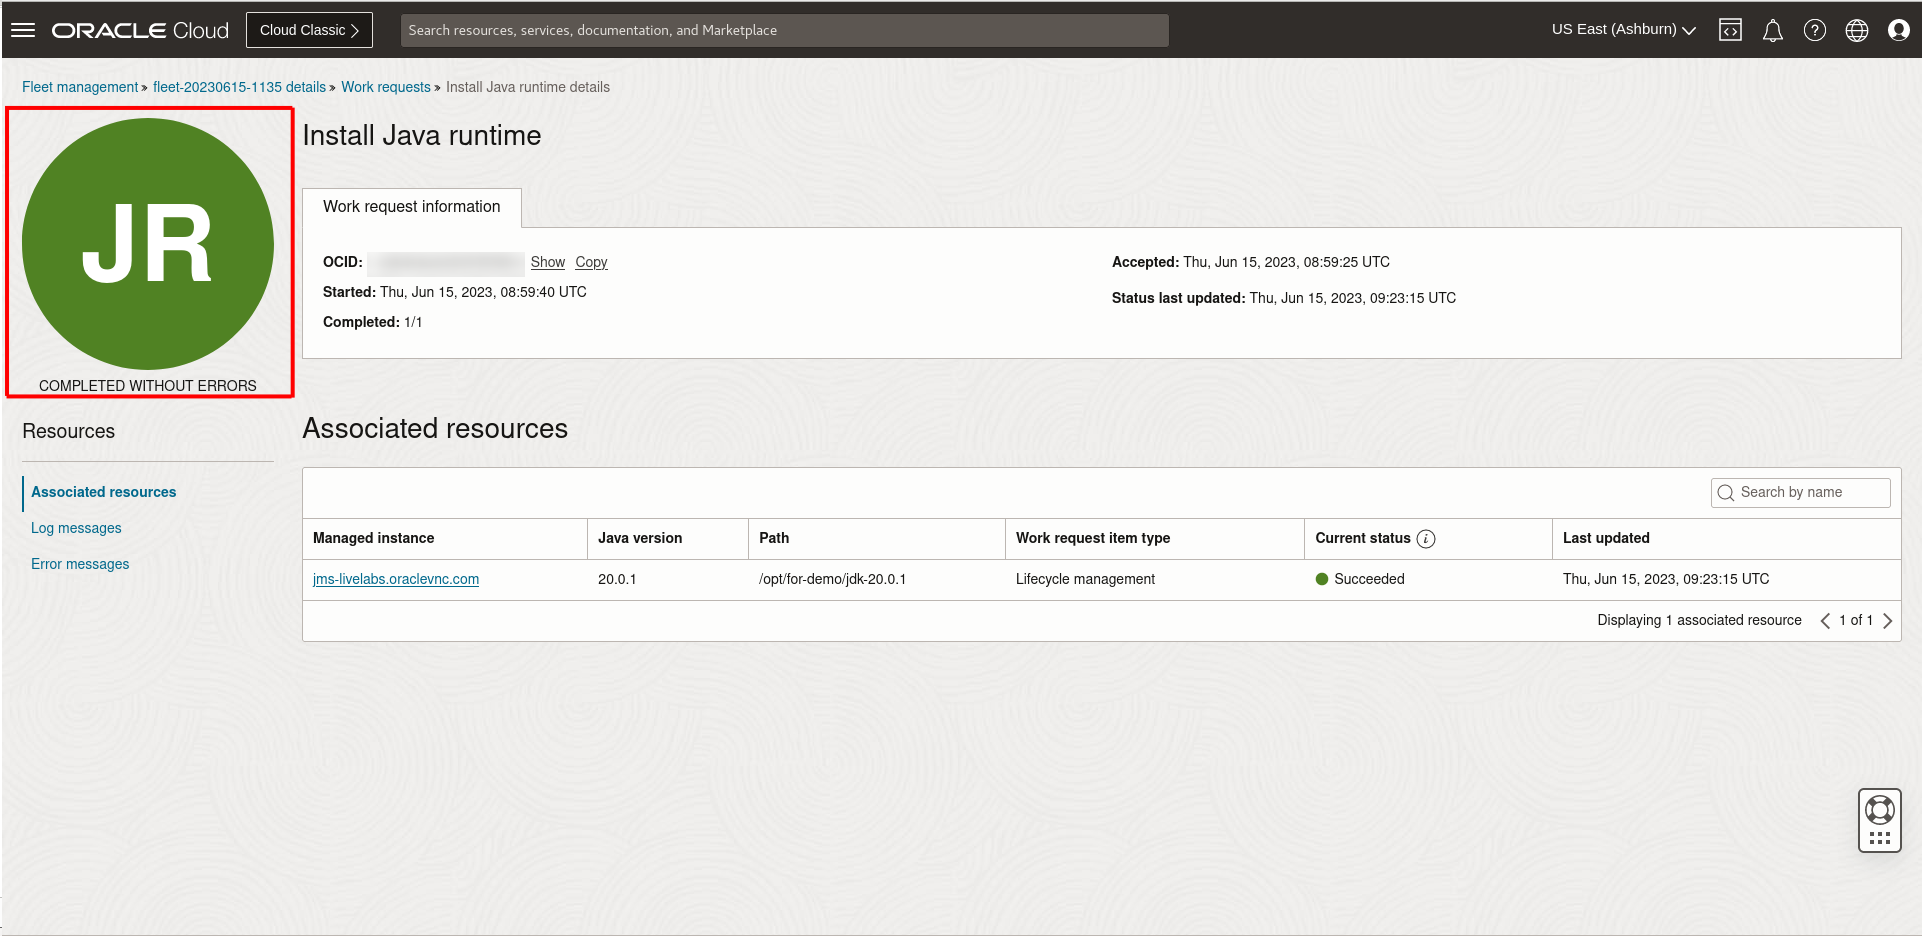 ORACLE Cloud
Cloud Classic
Search resources, services, documentation, and Marketplace
US East (Ashburn)
Fleet management » fleet-20230615-1135 details » Work requests » Install Java runtime details
JR
COMPLETED WITHOUT ERRORS
Install Java runtime
Work request information
OCID: Show Copy
Started: Thu, Jun 15, 2023, 08:59:40 UTC
Completed: 1/1
Accepted: Thu, Jun 15, 2023, 08:59:25 UTC
Status last updated: Thu, Jun 15, 2023, 09:23:15 UTC
Resources
Associated resources
Log messages
Error messages
Associated resources
Search by name
Managed instance Java version Path Work request item type Current status Last updated
jms-livelabs.oraclevnc.com 20.0.1 /opt/for-demo/jdk-20.0.1 Lifecycle management Succeeded Thu, Jun 15, 2023, 09:23:15 UTC
Displaying 1 associated resource 1 of 1